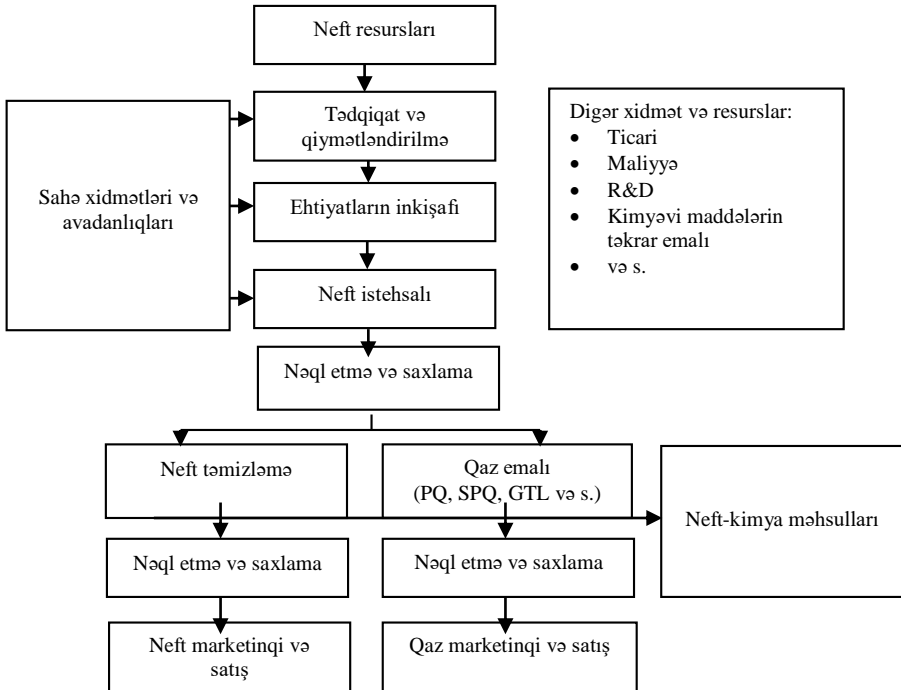 Neft resursları
Tədqiqat və
qiymətləndirilmə
Digər xidmət və resurslar:
• Ticari
• Maliyyə
• R&D
• Kimyəvi maddələrin
təkrar emalı
• və s.
Sahə xidmətləri və
avadanlıqları
Ehtiyatların inkişafı
Neft istehsalı
Nəql etmə və saxlama
Neft təmizləmə
Qaz emalı
(PQ, SPQ, GTL və s.)
Neft-kimya məhsulları
Nəql etmə və saxlama
Nəql etmə və saxlama
Neft marketinqi və
satış
Qaz marketinqi və satış